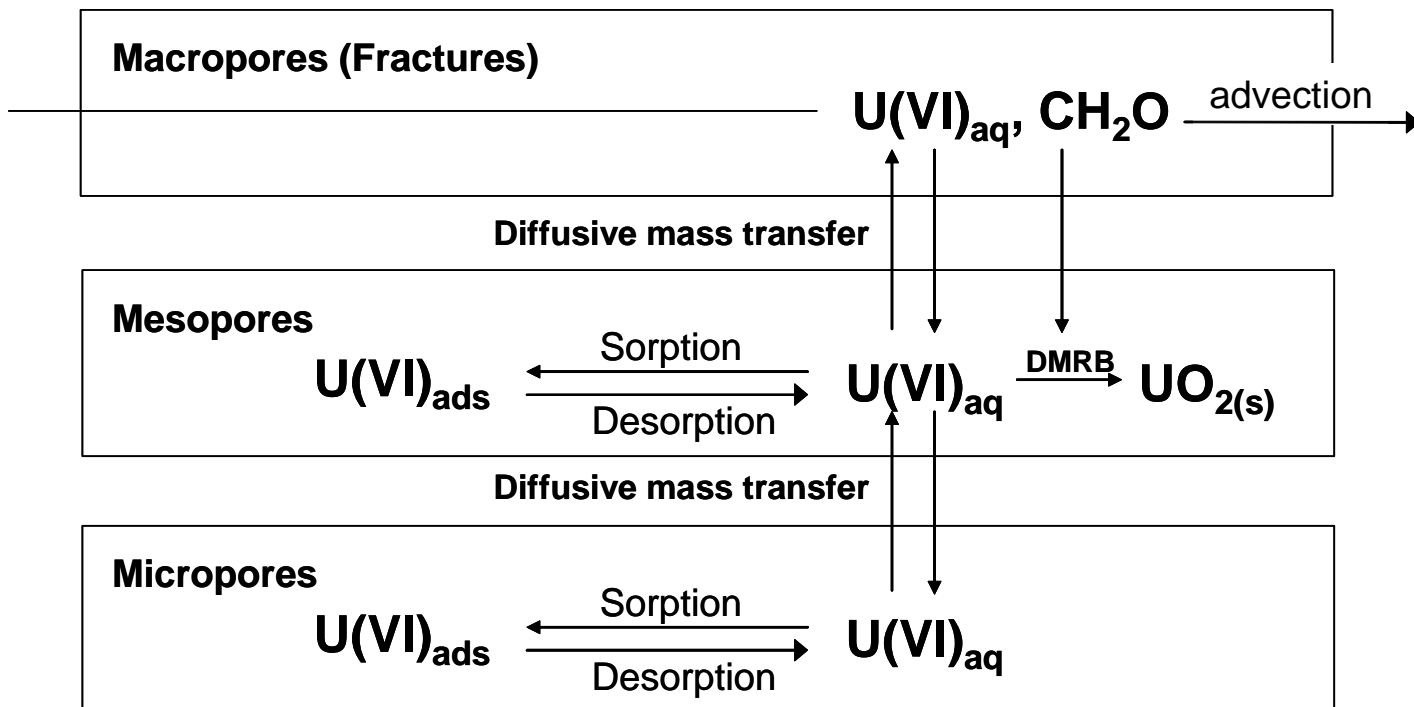 Macropores (Fractures)
U(VI)aq, CH2O
advection
Diffusive mass transfer
Mesopores
Sorption
U(VI)ads
Desorption
U(VI)aq
DMRB
UO2(s)
Diffusive mass transfer
Micropores
Sorption
U(VI)ads
Desorption
U(VI)aq